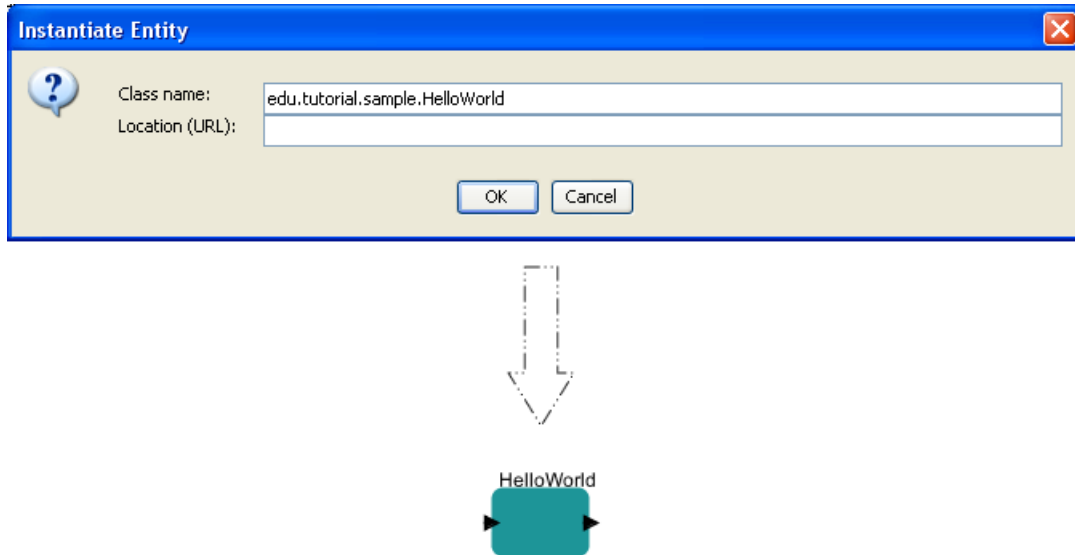 Instantiate Entity
Class name:
edu.tutorial.sample.HelloWorld
Location (URL):
OK
Cancel
HelloWorld